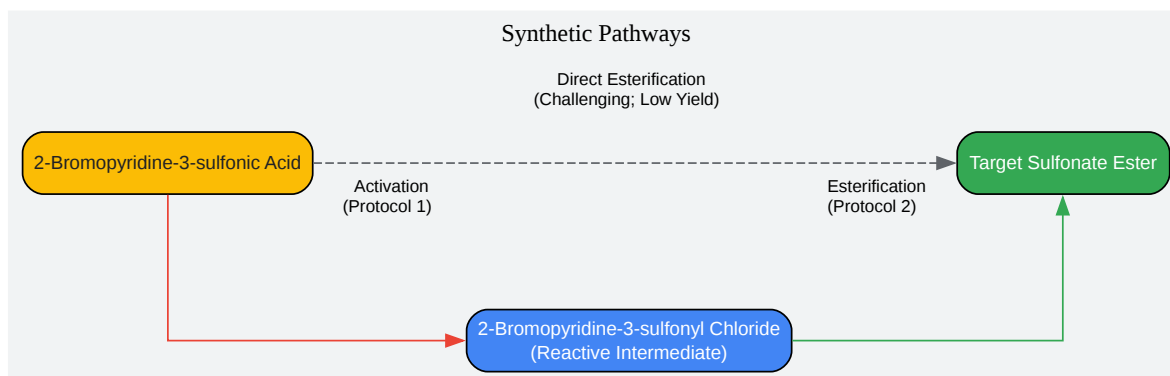 Synthetic Pathways
Direct Esterification
(Challenging; Low Yield)
2-Bromopyridine-3-sulfonic Acid
Target Sulfonate Ester
Activation
(Protocol 1)
Esterification
(Protocol 2)
2-Bromopyridine-3-sulfonyl Chloride
(Reactive Intermediate)